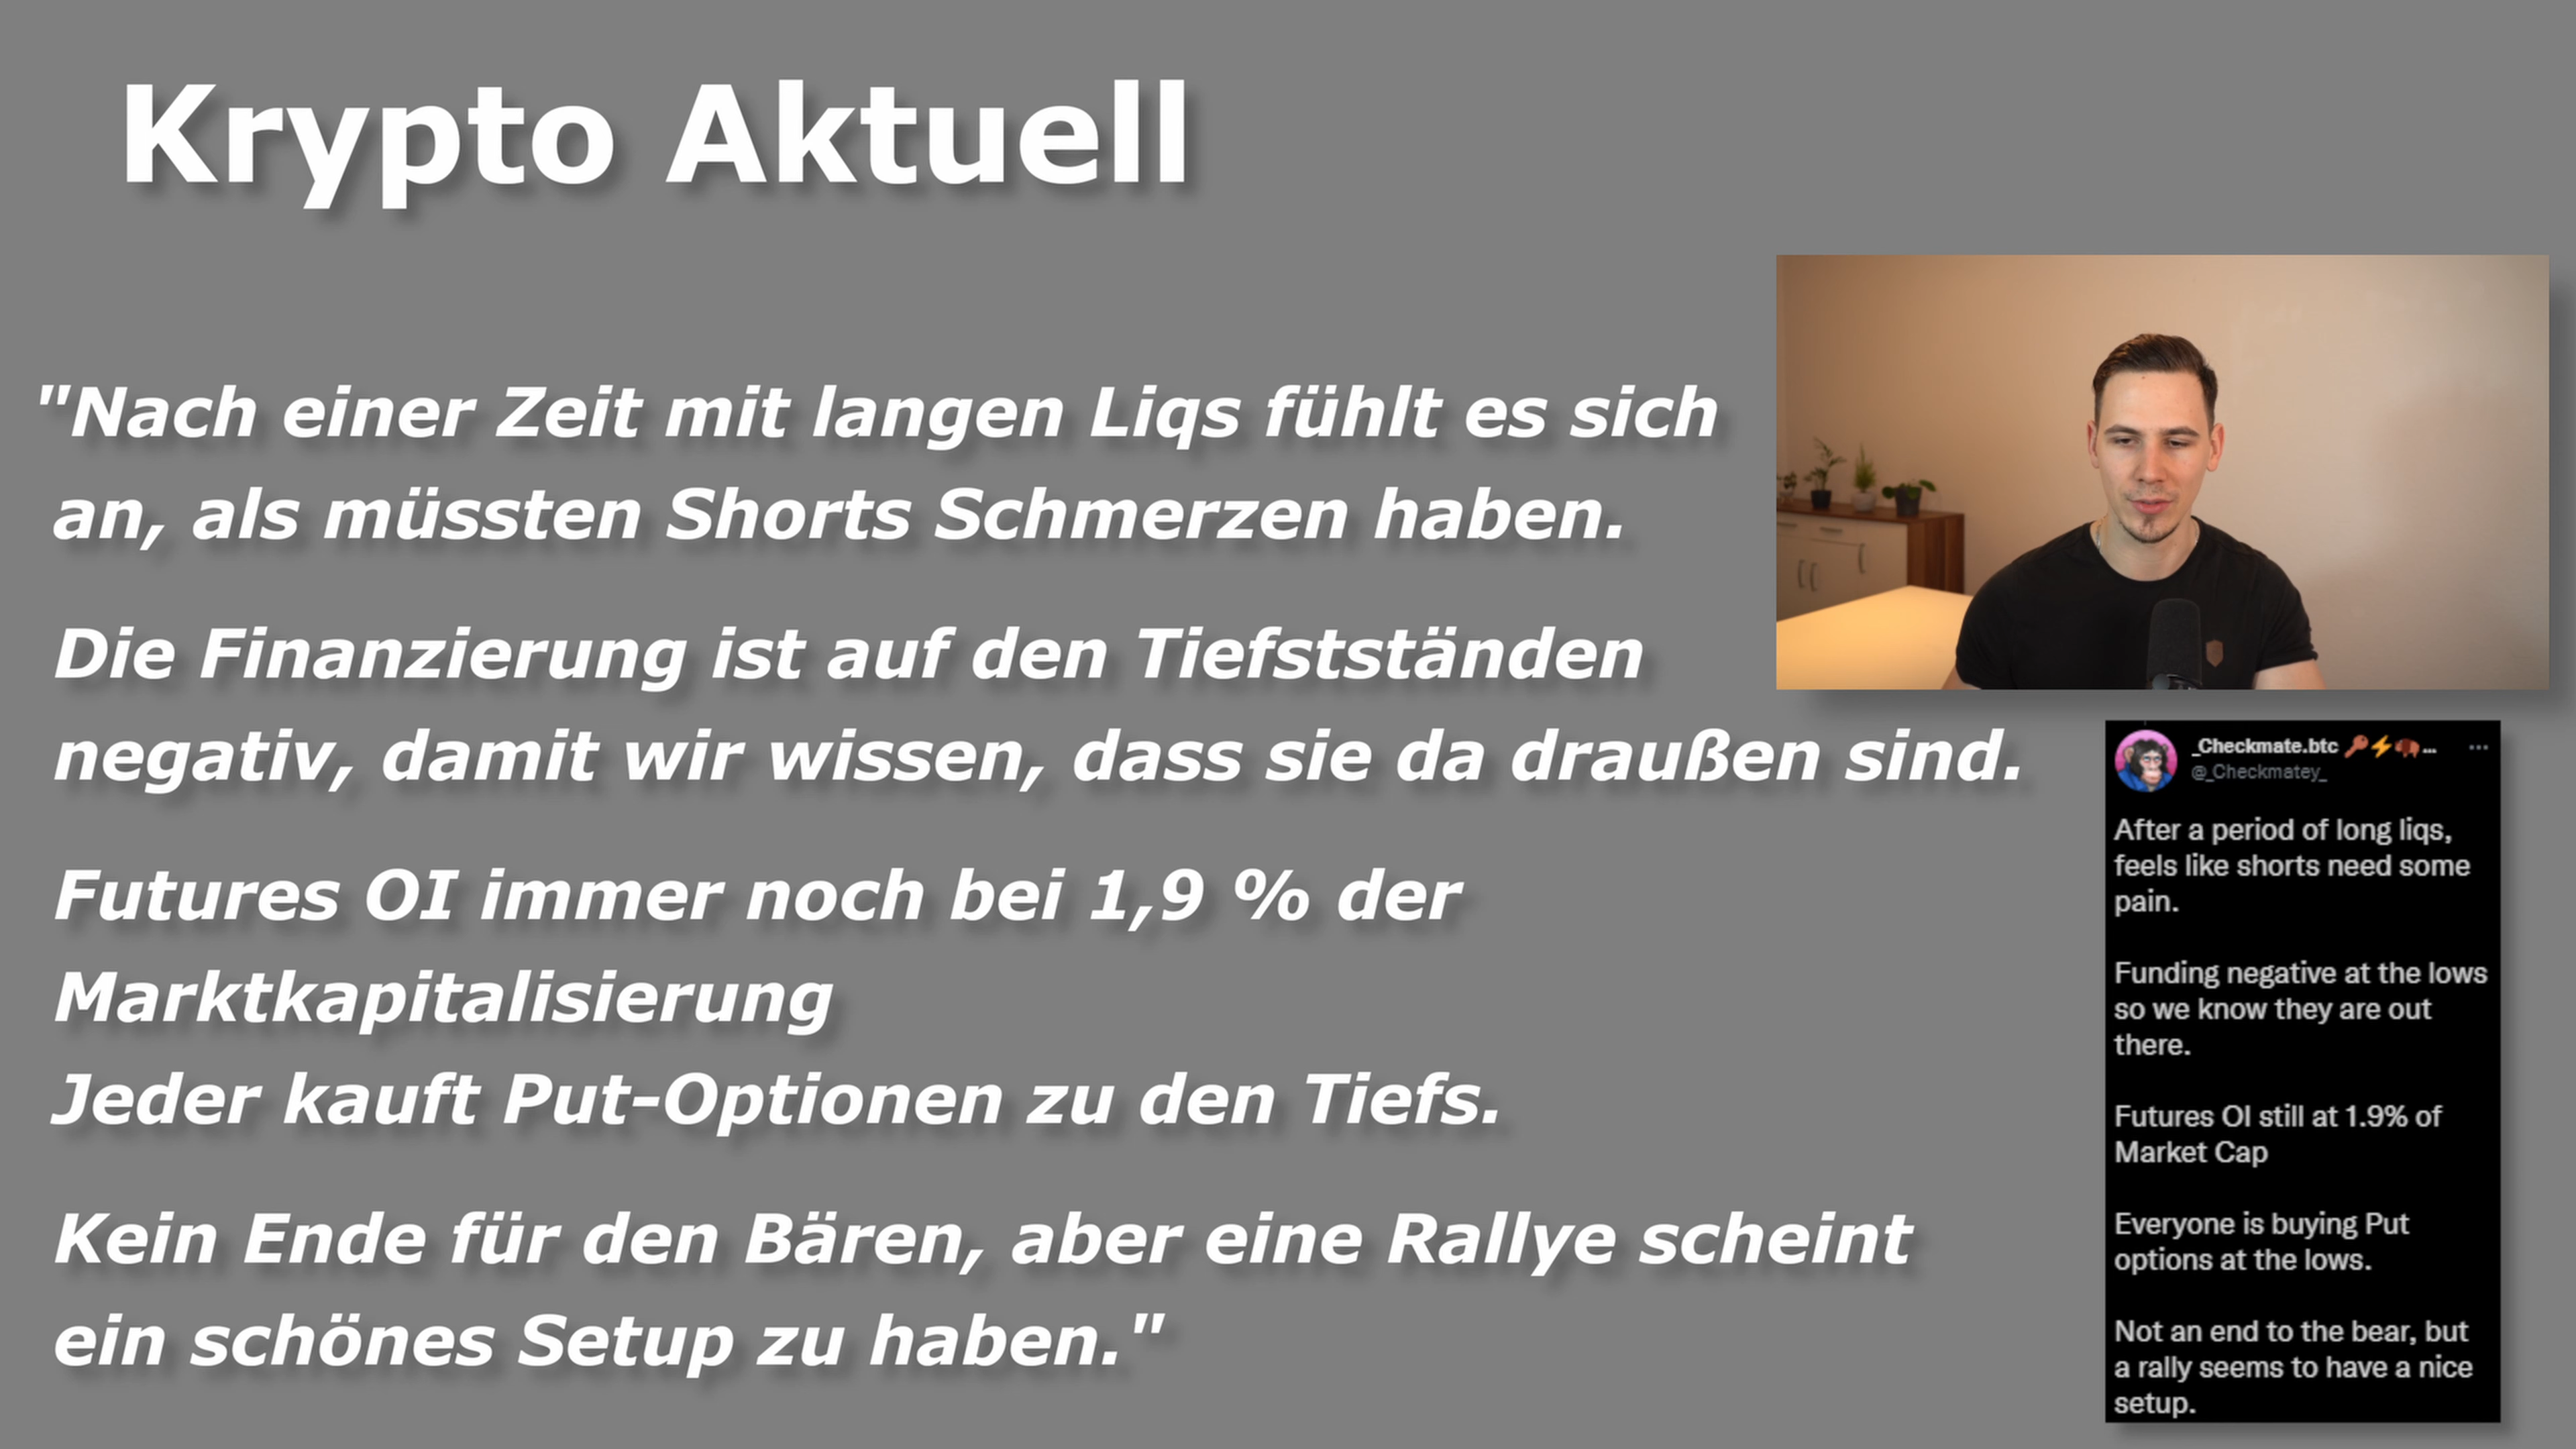 Krypto Aktuell
"Nach einer Zeit mit langen Liqs fühlt es sich
an, als müssten Shorts Schmerzen haben.
Die Finanzierung ist auf den Tiefstständen
negativ, damit wir wissen, dass sie da draußen sind.
Futures OI immer noch bei 1,9 % der
Marktkapitalisierung
Jeder kauft Put-Optionen zu den Tiefs.
Kein Ende für den Bären, aber eine Rallye scheint
ein schönes Setup zu haben."
_Checkmate.btc 🔑⚡🦬...
@_Checkmatey_
After a period of long liqs,
feels like shorts need some
pain.
Funding negative at the lows
so we know they are out
there.
Futures OI still at 1.9% of
Market Cap
Everyone is buying Put
options at the lows.
Not an end to the bear, but
a rally seems to have a nice
setup.